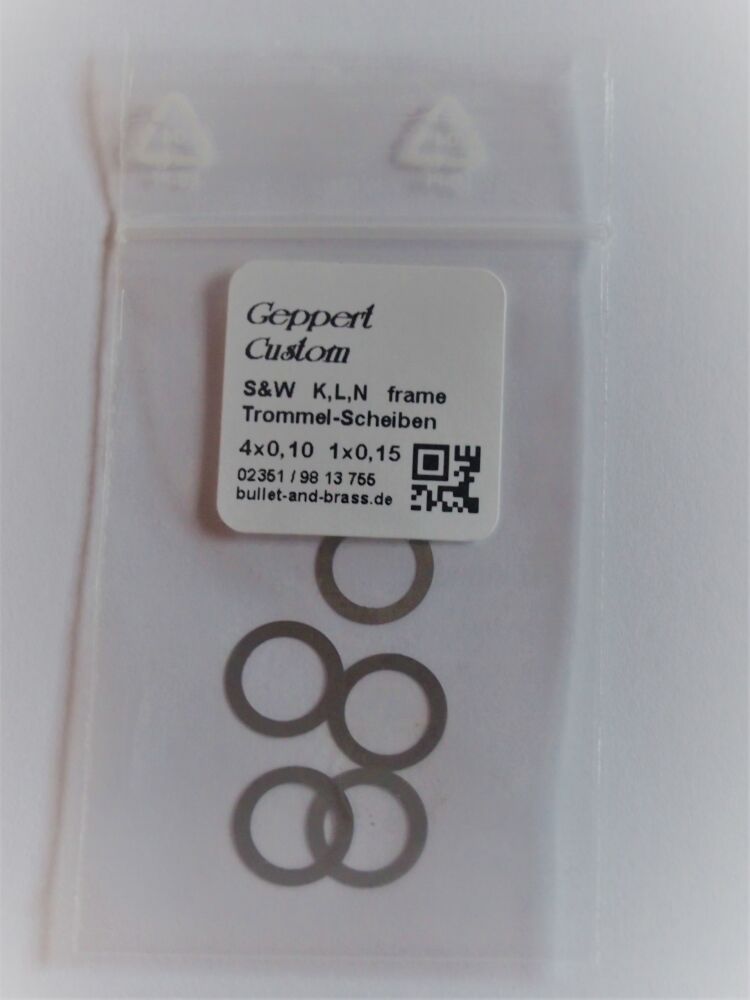 Geppert
Custom
S&W K,L,N frame
Trommel-Scheiben
4x0,10 1x0,15
02351 / 98 13 755
bullet-and-brass.de